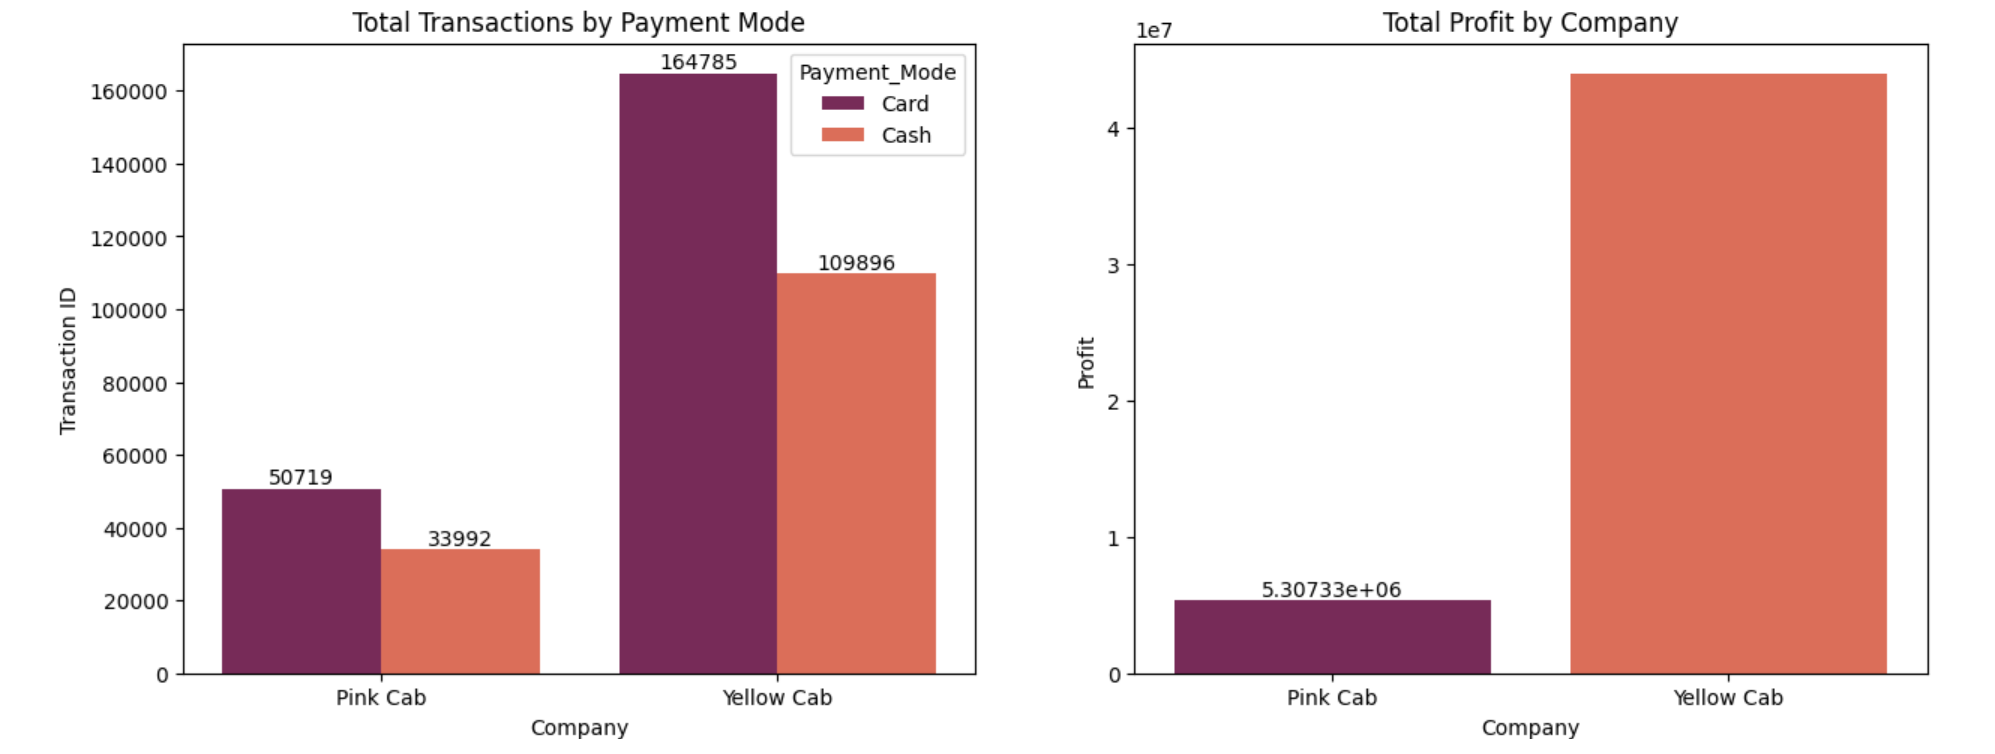 Total Transactions by Payment Mode
164785
Payment_Mode
Card
Cash
160000
140000
120000
109896
100000
80000
60000
50719
40000
33992
20000
0
Transaction ID
Pink Cab
Yellow Cab
Company
Total Profit by Company
1e7
4
3
2
1
5.30733e+06
0
Profit
Pink Cab
Yellow Cab
Company